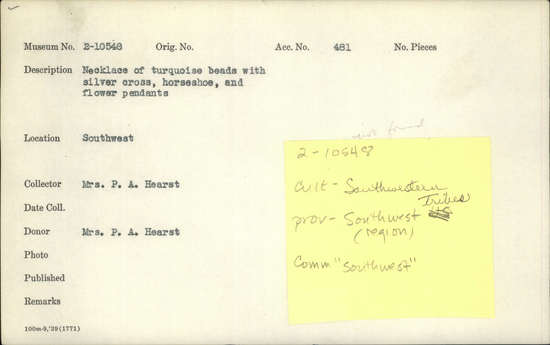 Museum No. 2-10548 Orig. No. Acc. No. 481 No. Pieces
Description Necklace of turquoise beads with
silver cross, horseshoe, and
flower pendants
Location Southwest
Collector Mrs. P. A. Hearst
Date Coll.
Donor Mrs. P. A. Hearst
Photo
Published
Remarks
100m-9,'29(1771)
not found
2-10548
Cult - Southwestern
Tribes
prov- Southwest
(region)
Comm "Southwest"